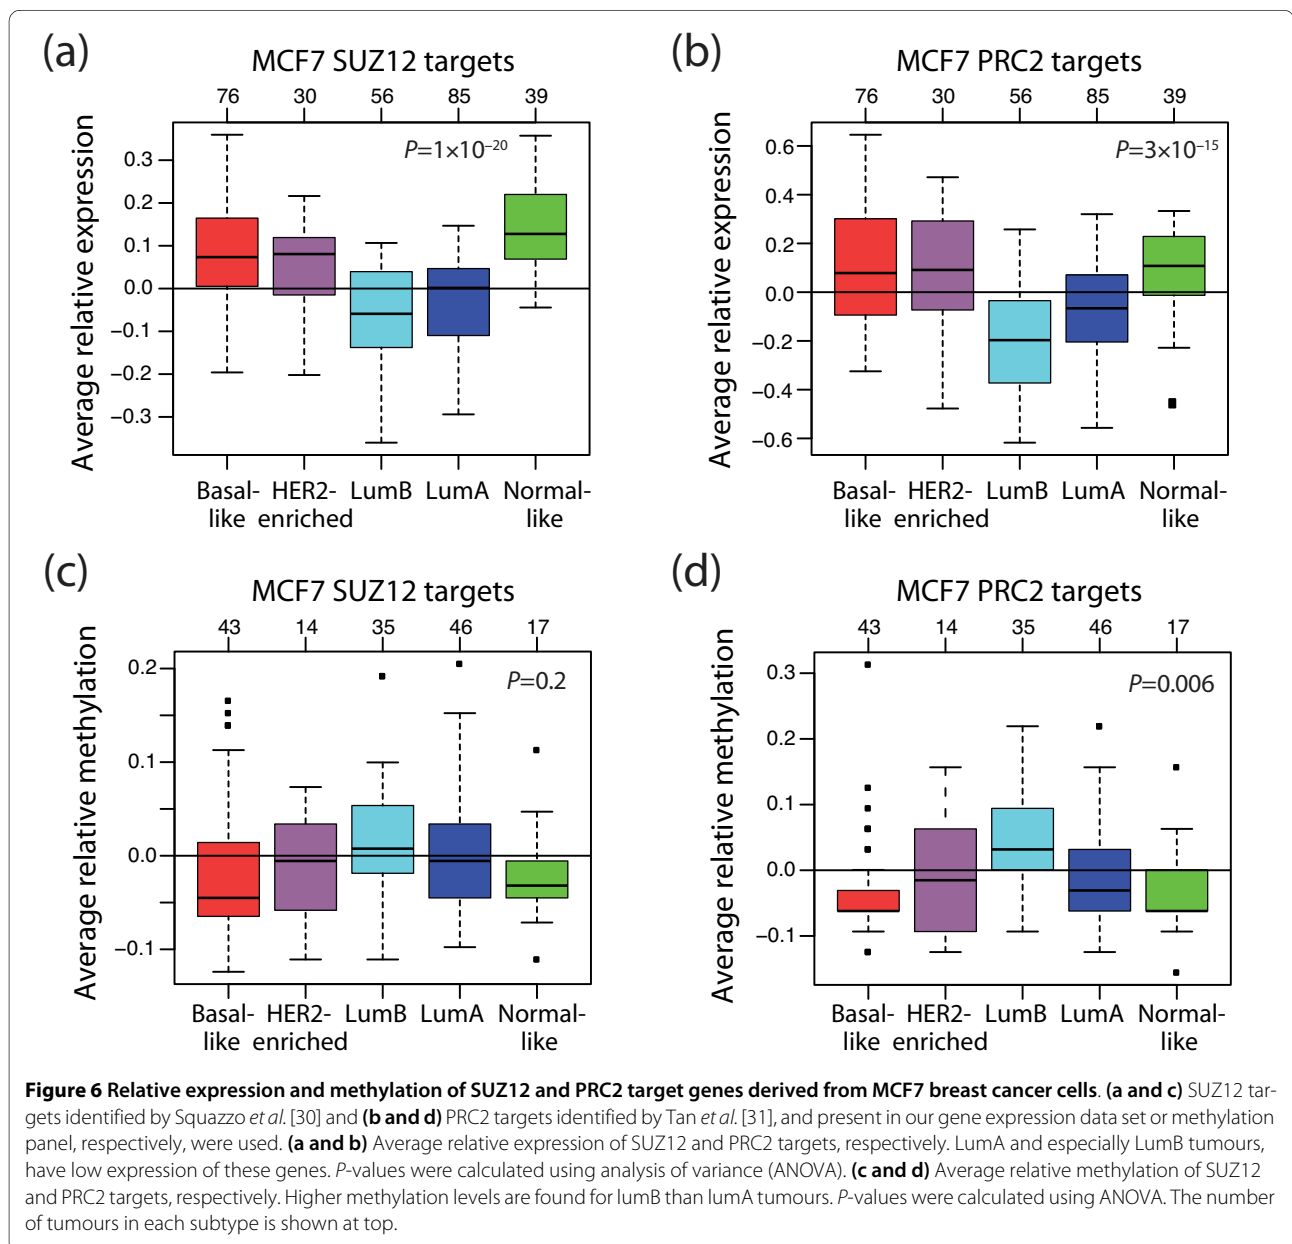 (a)
MCF7 SUZ12 targets
76 30 56 85 39
P=1×10⁻²⁰
Average relative expression
0.3
0.2
0.1
0.0
−0.1
−0.2
−0.3
Basal-like HER2-enriched LumB LumA Normal-like
(b)
MCF7 PRC2 targets
76 30 56 85 39
P=3×10⁻¹⁵
Average relative expression
0.6
0.4
0.2
0.0
−0.2
−0.4
−0.6
Basal-like HER2-enriched LumB LumA Normal-like
(c)
MCF7 SUZ12 targets
43 14 35 46 17
P=0.2
Average relative methylation
0.2
0.1
0.0
−0.1
Basal-like HER2-enriched LumB LumA Normal-like
(d)
MCF7 PRC2 targets
43 14 35 46 17
P=0.006
Average relative methylation
0.3
0.2
0.1
0.0
−0.1
Basal-like HER2-enriched LumB LumA Normal-like
Figure 6 Relative expression and methylation of SUZ12 and PRC2 target genes derived from MCF7 breast cancer cells. (a and c) SUZ12 tar-
gets identified by Squazzo et al. [30] and (b and d) PRC2 targets identified by Tan et al. [31], and present in our gene expression data set or methylation
panel, respectively, were used. (a and b) Average relative expression of SUZ12 and PRC2 targets, respectively. LumA and especially LumB tumours,
have low expression of these genes. P-values were calculated using analysis of variance (ANOVA). (c and d) Average relative methylation of SUZ12
and PRC2 targets, respectively. Higher methylation levels are found for lumB than lumA tumours. P-values were calculated using ANOVA. The number
of tumours in each subtype is shown at top.